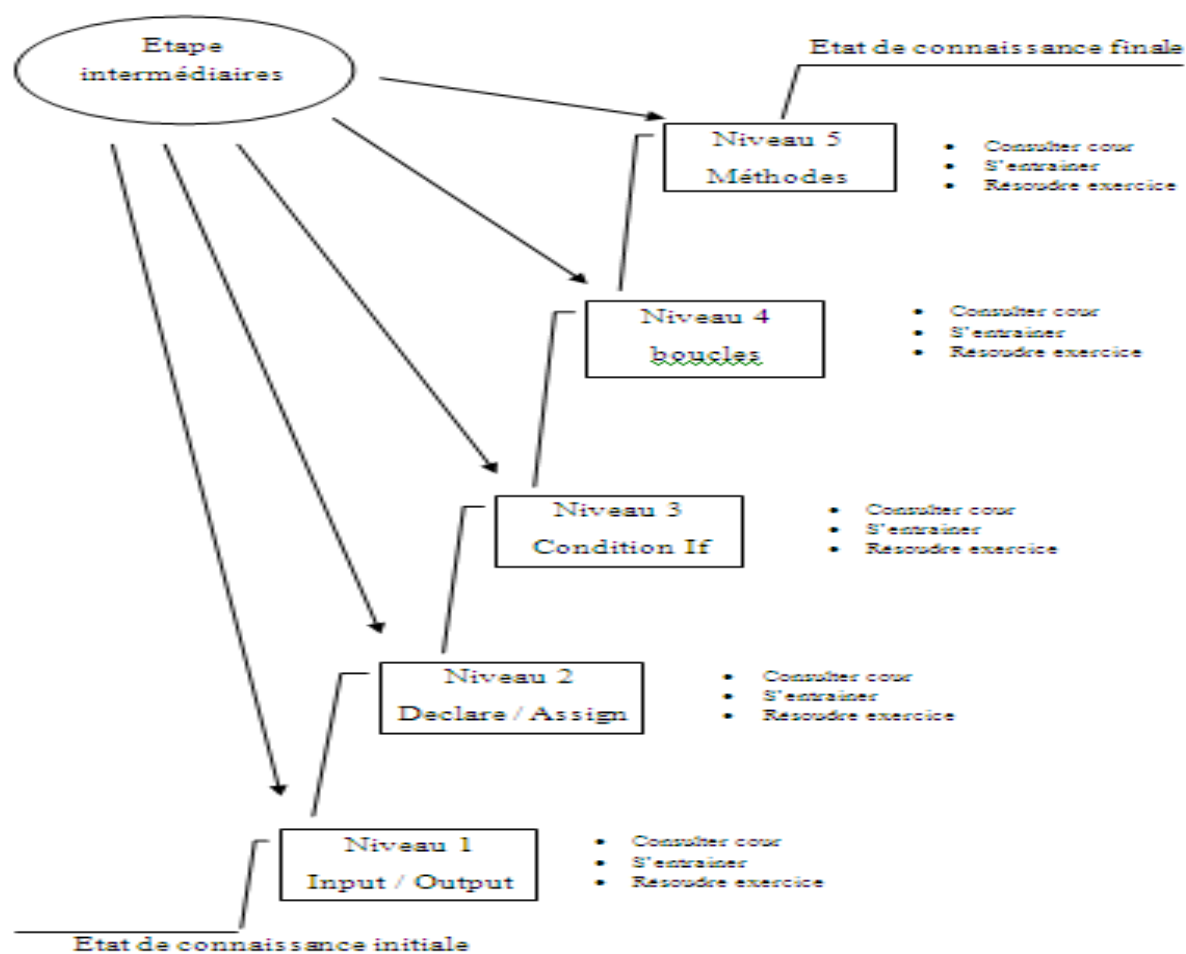 Etape
intermédiaires
Etat de connaissance finale
Niveau 5
Méthodes
• Consulter cour
• S'entrainer
• Résoudre exercice
Niveau 4
boucles
• Consulter cour
• S'entrainer
• Résoudre exercice
Niveau 3
Condition If
• Consulter cour
• S'entrainer
• Résoudre exercice
Niveau 2
Declare / Assign
• Consulter cour
• S'entrainer
• Résoudre exercice
Niveau 1
Input / Output
• Consulter cour
• S'entrainer
• Résoudre exercice
Etat de connaissance initiale